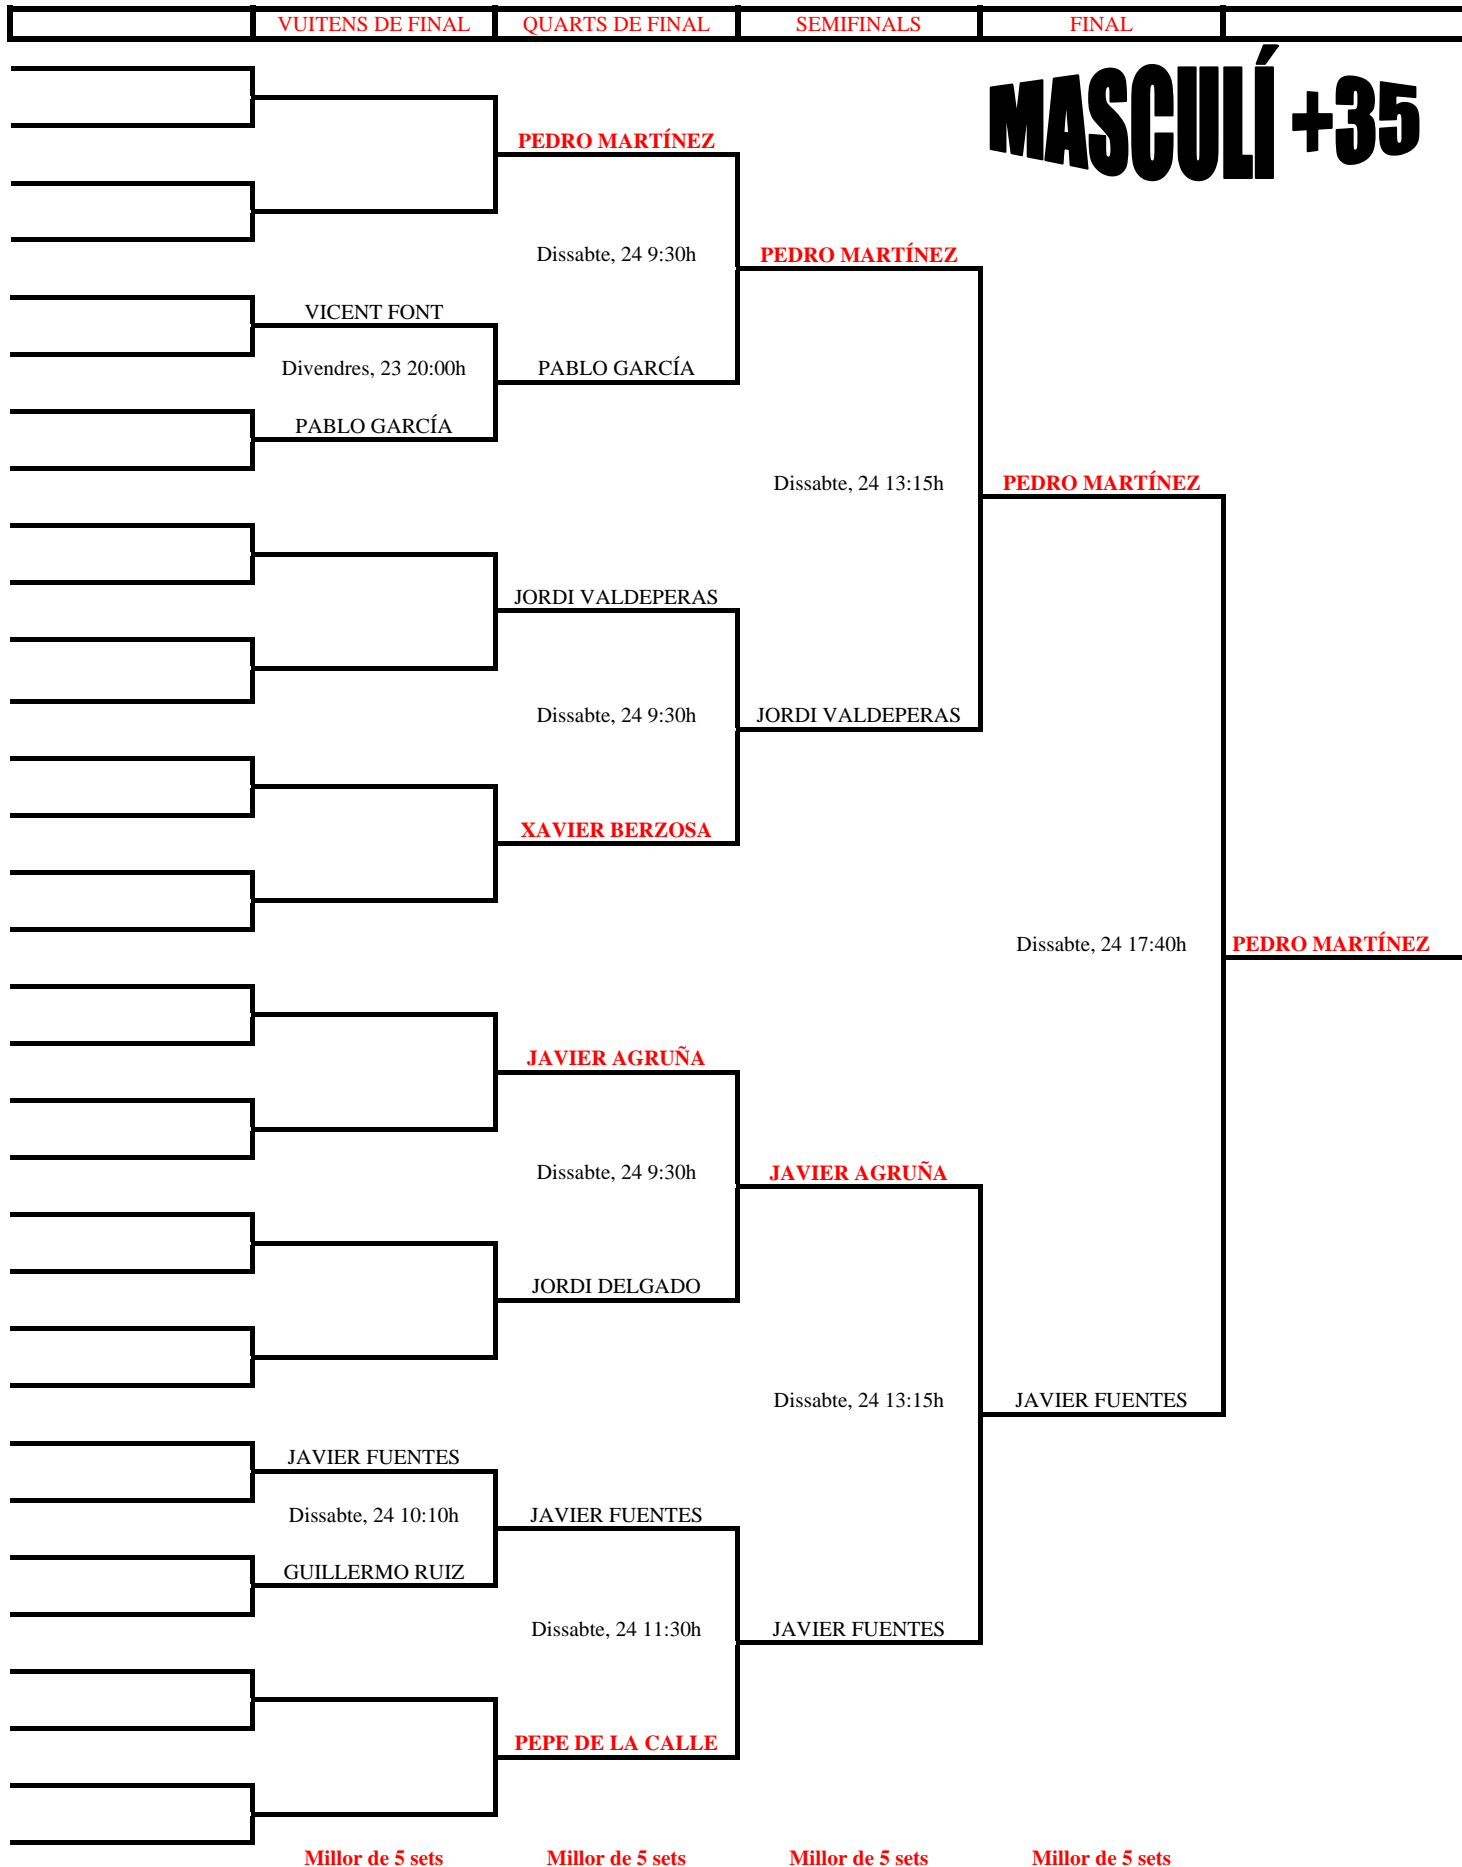 VUITENS DE FINAL QUARTS DE FINAL SEMIFINALS FINAL
MASCULÍ +35
PEDRO MARTÍNEZ
Dissabte, 24 9:30h PEDRO MARTÍNEZ
VICENT FONT
Divendres, 23 20:00h PABLO GARCÍA
PABLO GARCÍA
Dissabte, 24 13:15h PEDRO MARTÍNEZ
JORDI VALDEPERAS
Dissabte, 24 9:30h JORDI VALDEPERAS
XAVIER BERZOSA
Dissabte, 24 17:40h PEDRO MARTÍNEZ
JAVIER AGRUÑA
Dissabte, 24 9:30h JAVIER AGRUÑA
JORDI DELGADO
Dissabte, 24 13:15h JAVIER FUENTES
JAVIER FUENTES
Dissabte, 24 10:10h JAVIER FUENTES
GUILLERMO RUIZ
Dissabte, 24 11:30h JAVIER FUENTES
PEPE DE LA CALLE
Millor de 5 sets Millor de 5 sets Millor de 5 sets Millor de 5 sets